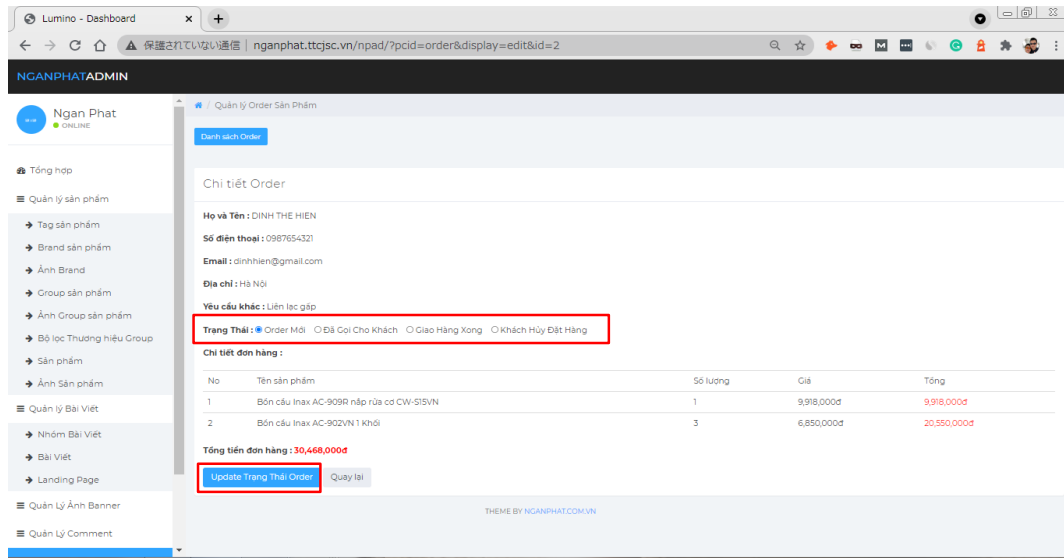 Lumino - Dashboard
保護されていない通信 | nganphat.ttcjsc.vn/npad/?pcid=order&display=edit&id=2
NGANPHATADMIN
Ngan Phat
ONLINE
/ Quản lý Order Sản Phẩm
Danh sách Order
Tổng hợp
Quản lý sản phẩm
Tag sản phẩm
Brand sản phẩm
Ảnh Brand
Group sản phẩm
Ảnh Group sản phẩm
Bộ lọc Thương hiệu Group
Sản phẩm
Ảnh Sản phẩm
Quản lý Bài Viết
Nhóm Bài Viết
Bài Viết
Landing Page
Quản Lý Ảnh Banner
Quản Lý Comment
Chi tiết Order
Họ và Tên : DINH THE HIEN
Số điện thoại : 0987654321
Email : dinhhien@gmail.com
Địa chỉ : Hà Nội
Yêu cầu khác : Liên lạc gấp
Trạng Thái : Order Mới Đã Gọi Cho Khách Giao Hàng Xong Khách Hủy Đặt Hàng
Chi tiết đơn hàng :
No Tên sản phẩm Số lượng Giá Tổng
1 Bồn cầu Inax AC-909R nắp rửa cơ CW-S15VN 1 9,918,000đ 9,918,000đ
2 Bồn cầu Inax AC-902VN 1 Khối 3 6,850,000đ 20,550,000đ
Tổng tiền đơn hàng : 30,468,000đ
Update Trạng Thái Order Quay lại
THEME BY NGANPHAT.COM.VN